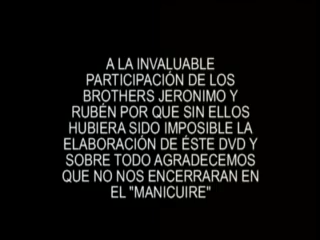 A LA INVALUABLE
PARTICIPACIÓN DE LOS
BROTHERS JERONIMO Y
RUBÉN POR QUE SIN ELLOS
HUBIERA SIDO IMPOSIBLE LA
ELABORACIÓN DE ÉSTE DVD Y
SOBRE TODO AGRADECEMOS
QUE NO NOS ENCERRARAN EN
EL "MANICUIRE"